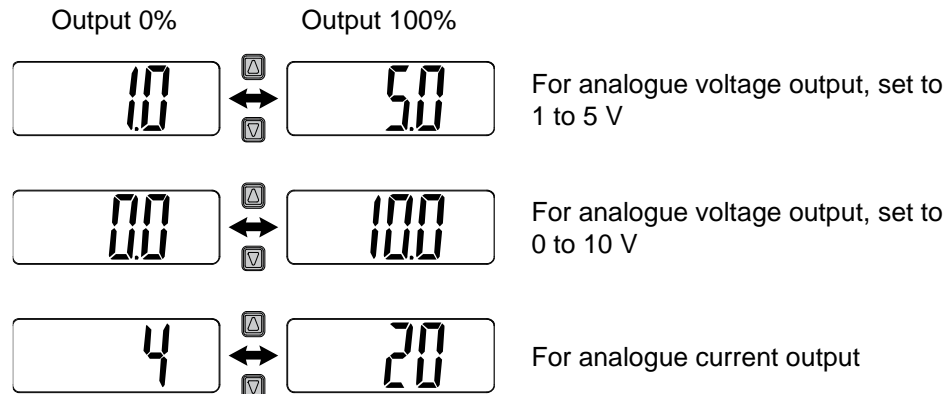 Output 0% Output 100%
1.0 5.0 For analogue voltage output, set to
1 to 5 V
0.0 10.0 For analogue voltage output, set to
0 to 10 V
4 20 For analogue current output